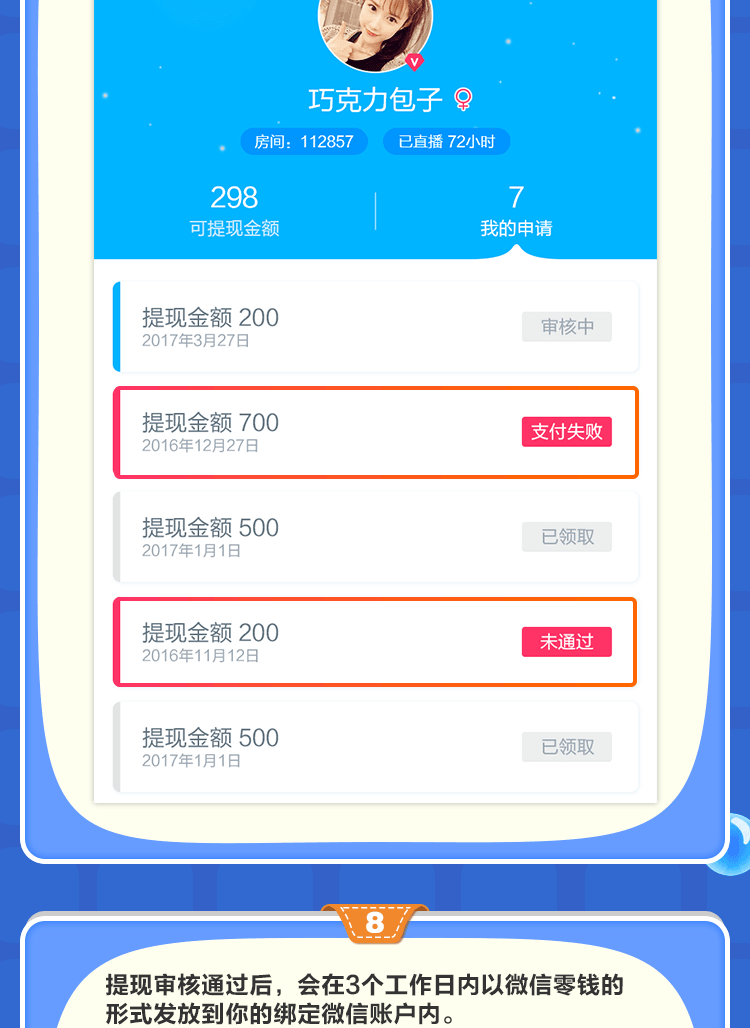 V
巧克力包子
房间：112857 已直播 72小时
298 7
可提现金额 我的申请
提现金额 200
2017年3月27日
审核中
提现金额 700
2016年12月27日
支付失败
提现金额 500
2017年1月1日
已领取
提现金额 200
2016年11月12日
未通过
提现金额 500
2017年1月1日
已领取
8
提现审核通过后，会在3个工作日内以微信零钱的
形式发放到你的绑定微信账户内。